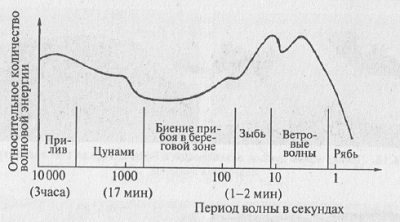 Относительное количество
волновой энергии
При-
лив
Цунами
Биение при-
боя в бере-
говой зоне
Зыбь
Ветро-
вые
волны
Рябь
10 000 1000 100 10 1
(3часа) (17 мин) (1–2 мин)
Период волны в секундах